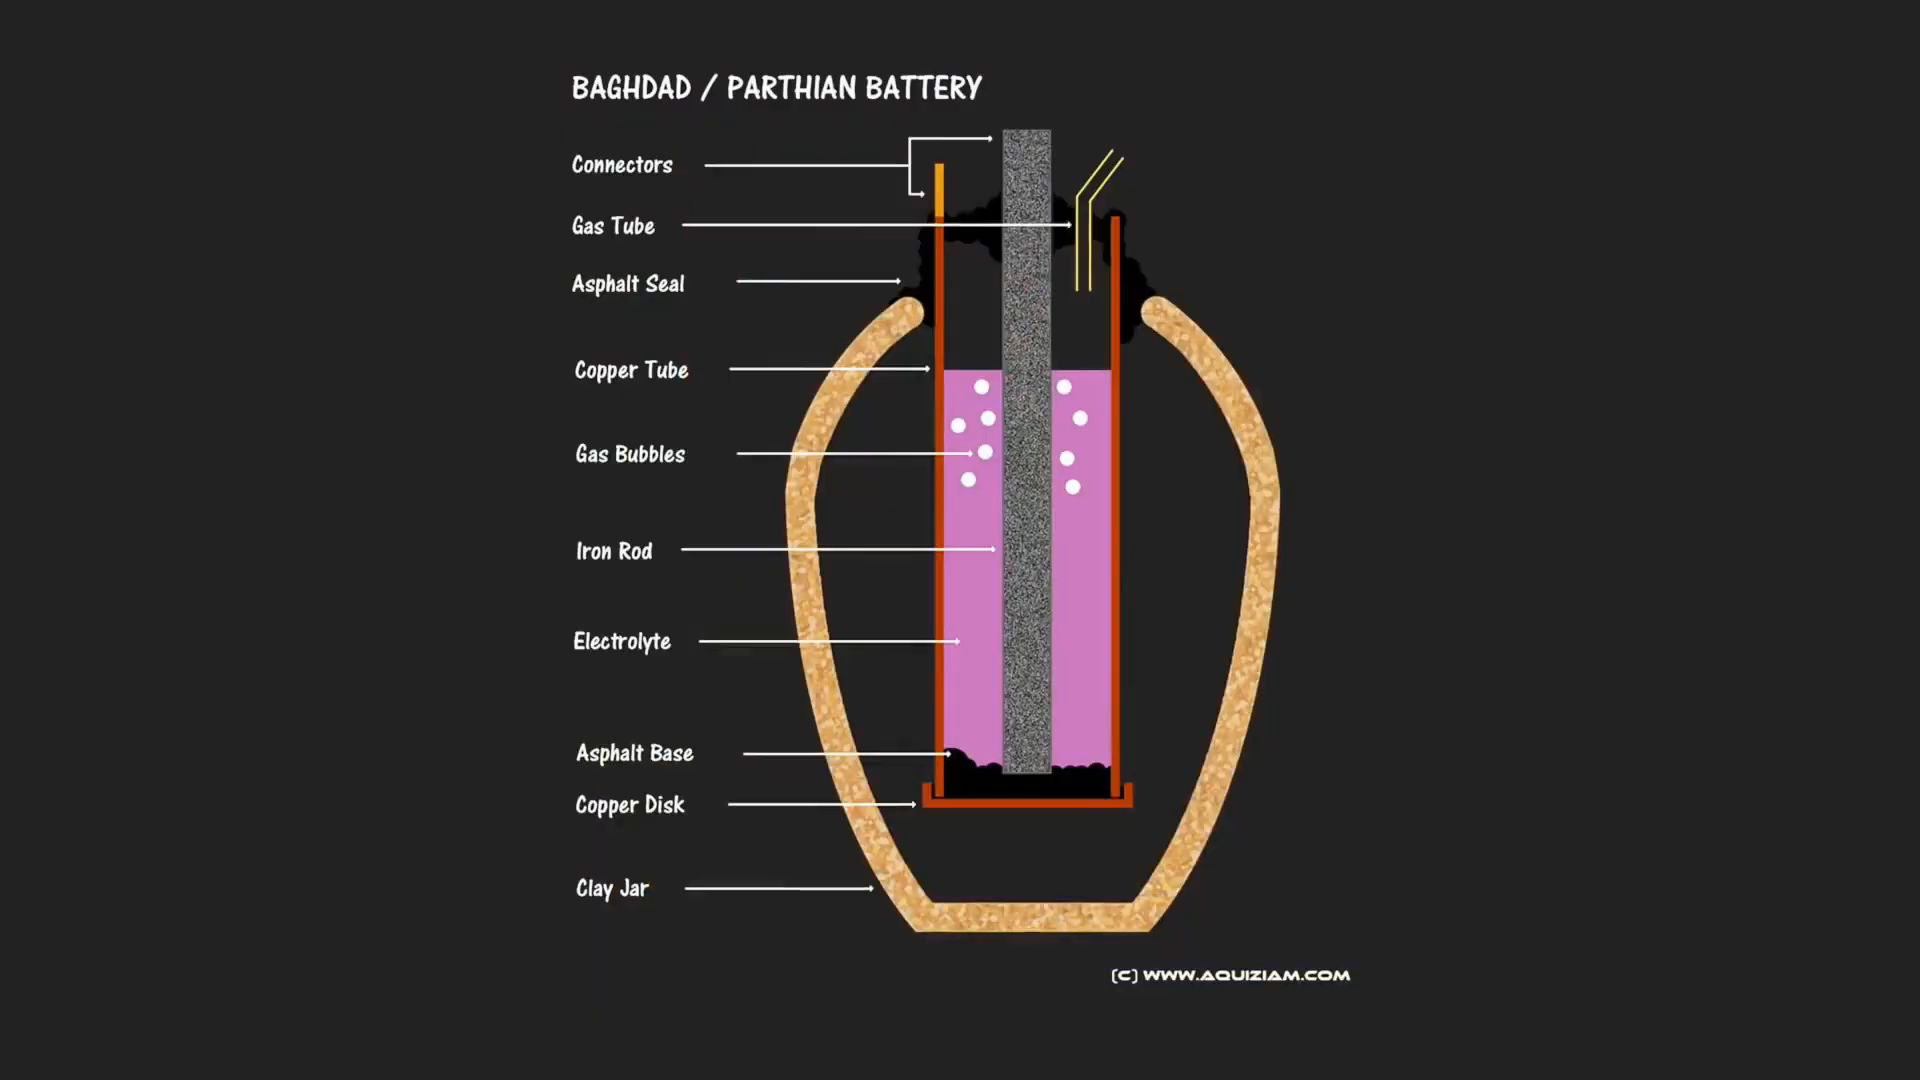 BAGHDAD / PARTHIAN BATTERY
Connectors
Gas Tube
Asphalt Seal
Copper Tube
Gas Bubbles
Iron Rod
Electrolyte
Asphalt Base
Copper Disk
Clay Jar
(C) WWW.AQUIZIAM.COM